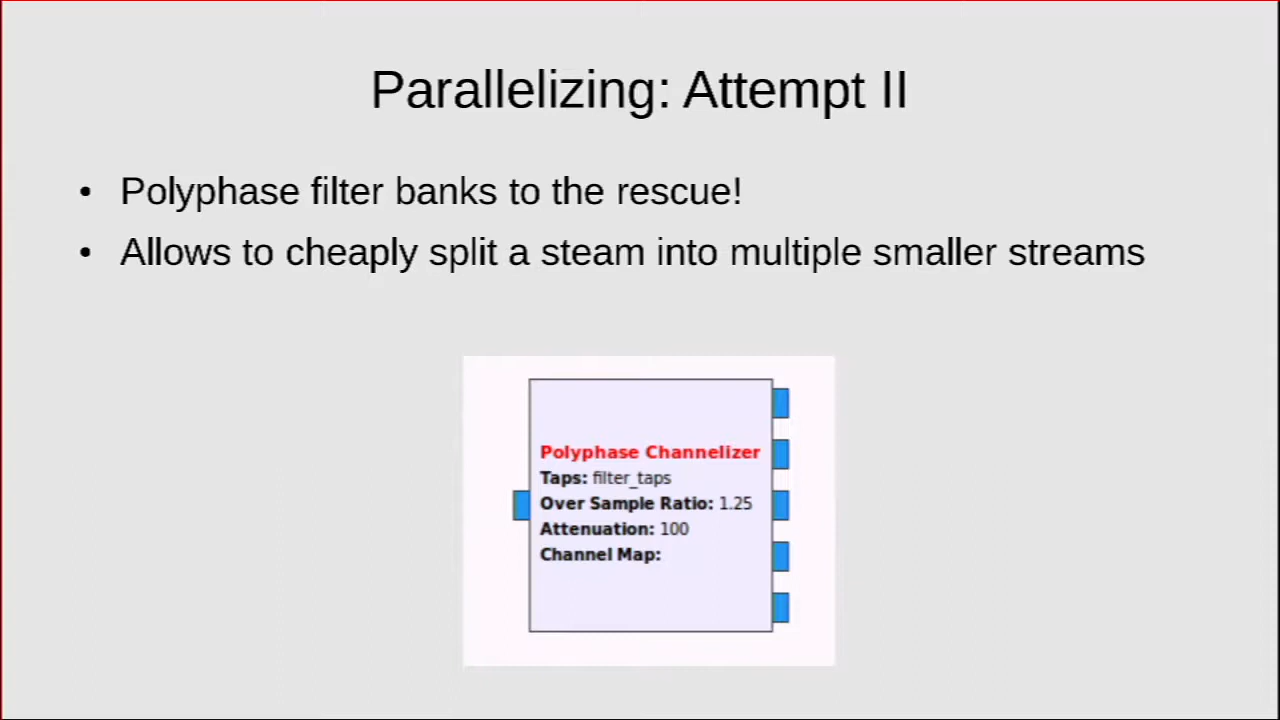 Parallelizing: Attempt II
• Polyphase filter banks to the rescue!
• Allows to cheaply split a steam into multiple smaller streams
Polyphase Channelizer
Taps: filter_taps
Over Sample Ratio: 1.25
Attenuation: 100
Channel Map: